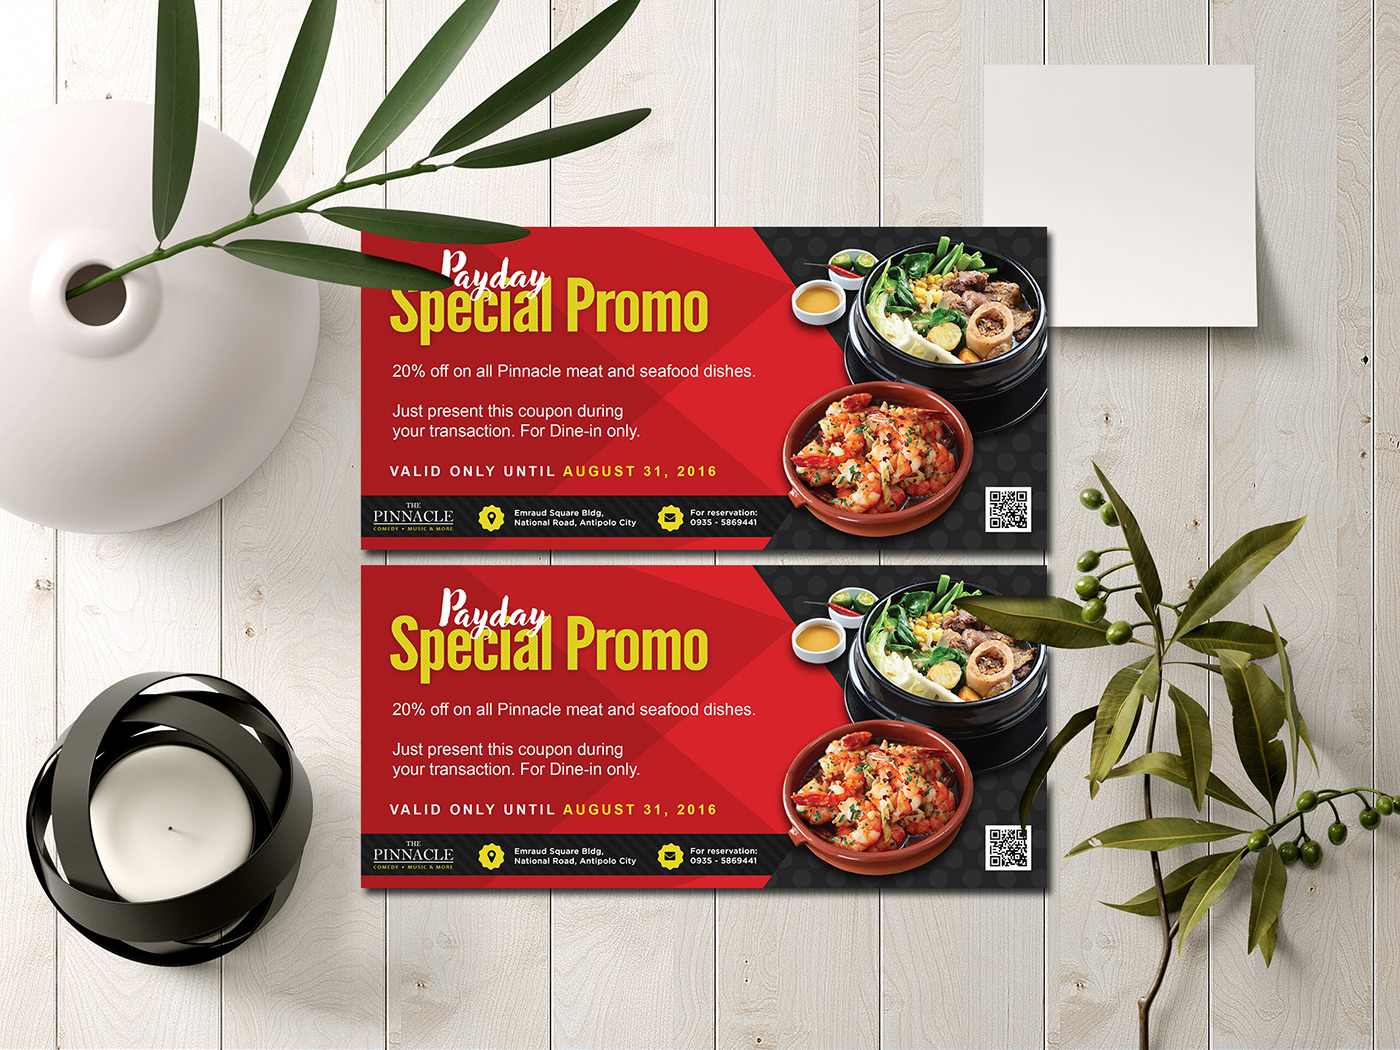 Payday
Special Promo
20% off on all Pinnacle meat and seafood dishes.
Just present this coupon during
your transaction. For Dine-in only.
VALID ONLY UNTIL AUGUST 31, 2016
THE
PINNACLE
COMEDY • MUSIC & MORE
Emraud Square Bldg,
National Road, Antipolo City
For reservation:
0935 - 5869441
Payday
Special Promo
20% off on all Pinnacle meat and seafood dishes.
Just present this coupon during
your transaction. For Dine-in only.
VALID ONLY UNTIL AUGUST 31, 2016
THE
PINNACLE
COMEDY • MUSIC & MORE
Emraud Square Bldg,
National Road, Antipolo City
For reservation:
0935 - 5869441